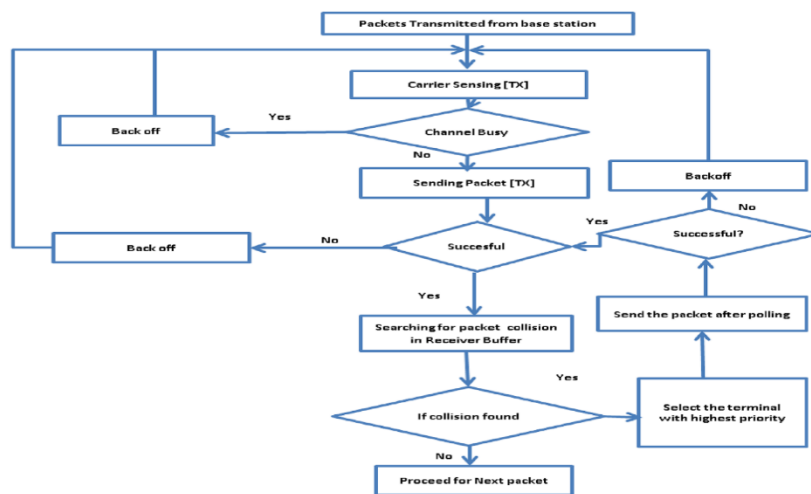 Packets Transmitted from base station
Carrier Sensing [TX]
Yes
Back off
Channel Busy
No
Sending Packet [TX]
Backoff
No
Yes
Successful?
Back off
No
Succesful
Yes
Send the packet after polling
Searching for packet collision
in Receiver Buffer
Yes
If collision found
Select the terminal
with highest priority
No
Proceed for Next packet